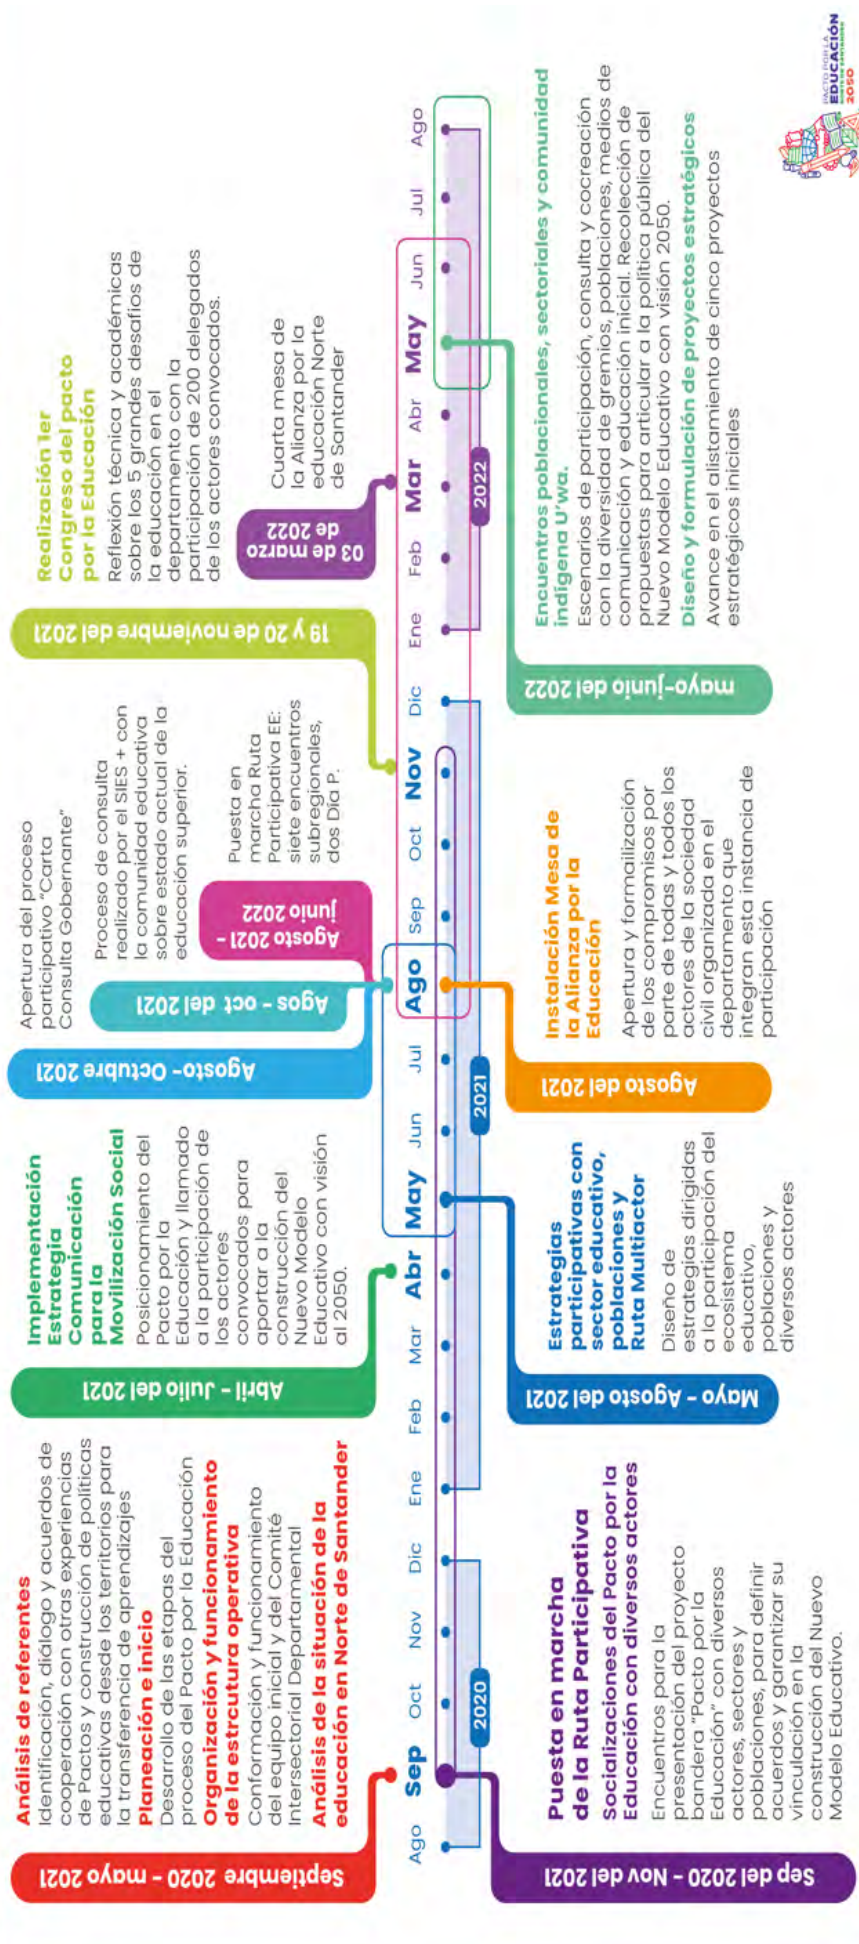 Septiembre 2020 - mayo 2021
Análisis de referentes
Identificación, diálogo y acuerdos de
cooperación con otras experiencias
de Pactos y construcción de políticas
educativas desde los territorios para
la transferencia de aprendizajes
Planeación e inicio
Desarrollo de las etapas del
proceso del Pacto por la Educación
Organización y funcionamiento
de la estrcutura operativa
Conformación y funcionamiento
del equipo inicial y del Comité
Intersectorial Departamental
Análisis de la situación de la
educación en Norte de Santander
Abril - Julio del 2021
Implementación
Estrategia
Comunicación
para la
Movilización Social
Posicionamiento del
Pacto por la
Educación y llamado
a la participación de
los actores
convocados para
aportar a la
construcción del
Nuevo Modelo
Educativo con visión
al 2050.
Agosto- Octubre 2021
Apertura del proceso
participativo "Carta
Consulta Gobernante"
Agos - oct del 2021
Proceso de consulta
realizado por el SIES + con
la comunidad educativa
sobre estado actual de la
educación superior.
Agosto 2021 -
junio 2022
Puesta en
marcha Ruta
Participativa EE:
siete encuentros
subregionales,
dos Día P.
19 y 20 de noviembre del 2021
Realización 1er
Congreso del pacto
por la Educación
Reflexión técnica y académicas
sobre los 5 grandes desafíos de
la educación en el
departamento con la
participación de 200 delegados
de los actores convocados.
03 de marzo
de 2022
Cuarta mesa de
la Alianza por la
educación Norte
de Santander
Ago Sep Oct Nov Dic Ene Feb Mar Abr May Jun Jul Ago Sep Oct Nov Dic Ene Feb Mar Abr May Jun Jul Ago
2020 2021 2022
Sep del 2020 - Nov del 2021
Puesta en marcha
de la Ruta Participativa
Socializaciones del Pacto por la
Educación con diversos actores
Encuentros para la
presentación del proyecto
bandera "Pacto por la
Educación" con diversos
actores, sectores y
poblaciones, para definir
acuerdos y garantizar su
vinculación en la
construcción del Nuevo
Modelo Educativo.
Mayo - Agosto del 2021
Estrategias
participativas con
sector educativo,
poblaciones y
Ruta Multiactor
Diseño de
estrategias dirigidas
a la participación del
ecosistema
educativo,
poblaciones y
diversos actores
Agosto del 2021
Instalación Mesa de
la Alianza por la
Educación
Apertura y formailización
de los compromisos por
parte de todas y todos los
actores de la sociedad
civil organizada en el
departamento que
integran esta instancia de
participación
mayo-junio del 2022
Encuentros poblacionales, sectoriales y comunidad
indígena U'wa.
Escenarios de participación, consulta y cocreación
con la diversidad de gremios, poblaciones, medios de
comunicación y educación inicial. Recolección de
propuestas para articular a la política pública del
Nuevo Modelo Educativo con visión 2050.
Diseño y formulación de proyectos estratégicos
Avance en el alistamiento de cinco proyectos
estratégicos iniciales
PACTO POR LA
EDUCACIÓN
NORTE DE SANTANDER
2050